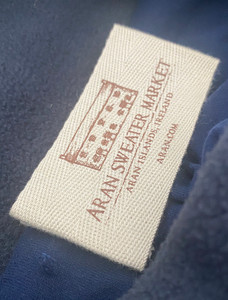 ARAN SWEATER MARKET
ARAN ISLANDS, IRELAND
ARAN.COM